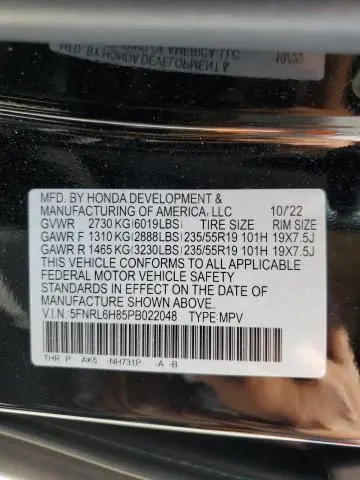 MFD. BY HONDA DEVELOPMENT &
MANUFACTURING OF AMERICA, LLC 10/'22
GVWR 2730 KG(6019LBS) TIRE SIZE RIM SIZE
GAWR F 1310 KG(2888LBS)235/55R19 101H 19X7.5J
GAWR R 1465 KG(3230LBS)235/55R19 101H 19X7.5J
THIS VEHICLE CONFORMS TO ALL APPLICABLE
FEDERAL MOTOR VEHICLE SAFETY
STANDARDS IN EFFECT ON THE DATE OF
MANUFACTURE SHOWN ABOVE.
V.I.N:5FNRL6H85PB022048 TYPE:MPV
THR P AK5 -NH731P -A -B